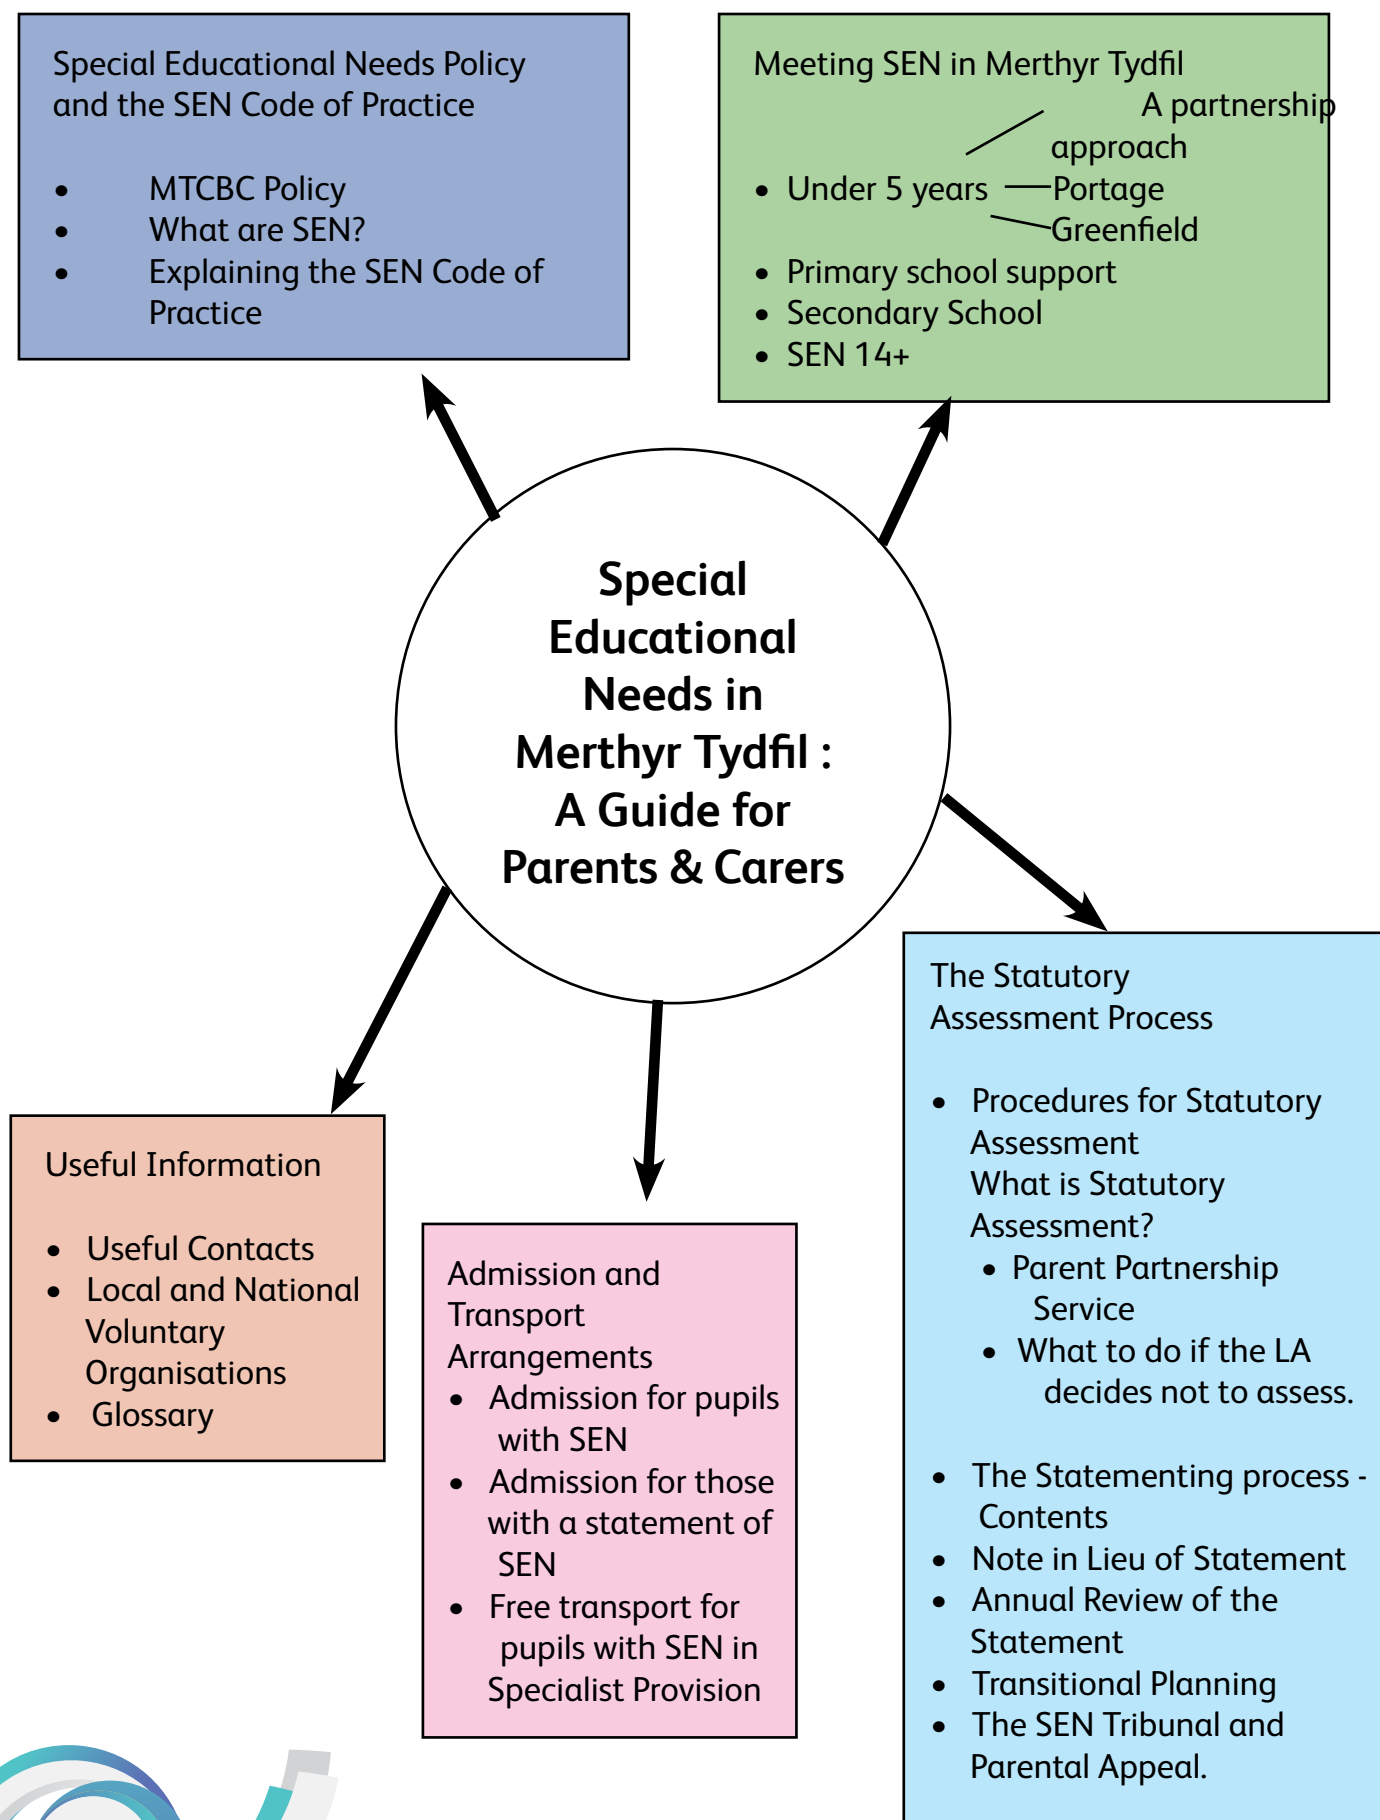 Special Educational Needs Policy
and the SEN Code of Practice
• MTCBC Policy
• What are SEN?
• Explaining the SEN Code of
Practice
Meeting SEN in Merthyr Tydfil
A partnership
approach
• Under 5 years Portage
Greenfield
• Primary school support
• Secondary School
• SEN 14+
Special
Educational
Needs in
Merthyr Tydfil :
A Guide for
Parents & Carers
The Statutory
Assessment Process
• Procedures for Statutory
Assessment
What is Statutory
Assessment?
• Parent Partnership
Service
• What to do if the LA
decides not to assess.
• The Statementing process -
Contents
• Note in Lieu of Statement
• Annual Review of the
Statement
• Transitional Planning
• The SEN Tribunal and
Parental Appeal.
Useful Information
• Useful Contacts
• Local and National
Voluntary
Organisations
• Glossary
Admission and
Transport
Arrangements
• Admission for pupils
with SEN
• Admission for those
with a statement of
SEN
• Free transport for
pupils with SEN in
Specialist Provision